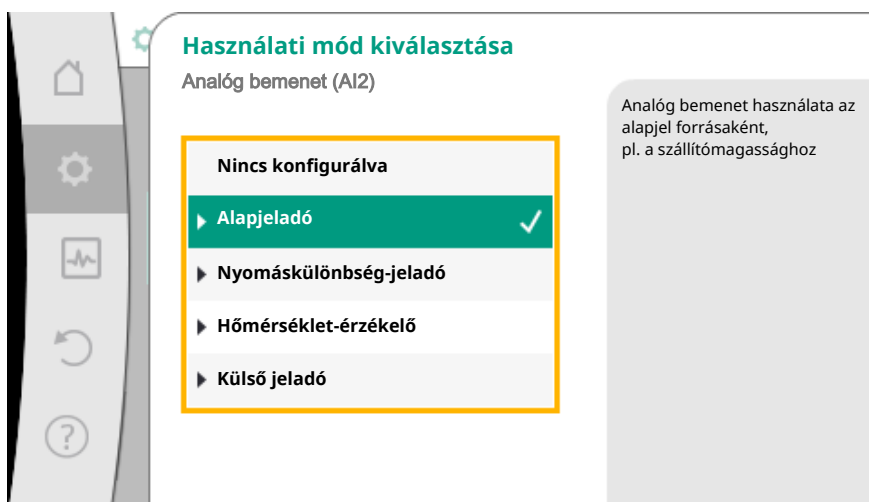 Használati mód kiválasztása
Analóg bemenet (AI2)
Nincs konfigurálva
Alapjeladó
Nyomáskülönbség-jeladó
Hőmérséklet-érzékelő
Külső jeladó
Analóg bemenet használata az
alapjel forrásaként,
pl. a szállítómagassághoz